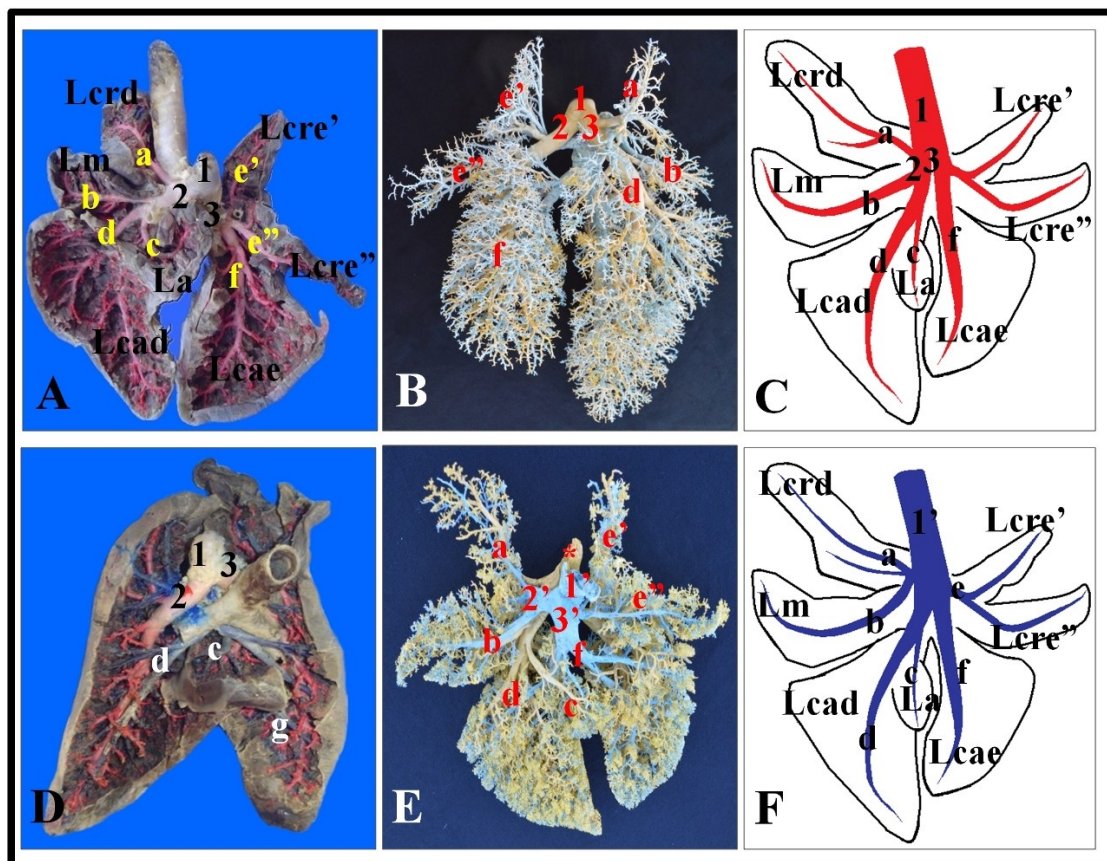 Lcrd
Lcre’
1
a
e’
Lm
2
b
3
d
c
e”
La
f
Lcre”
Lcad
Lcae
A
e’
1
a
2
3
e”
b
d
f
B
Lcrd
Lcre’
1
a
3
2
Lm
b
Lcre”
d
c
f
La
Lcad
Lcae
C
1
3
2
d
c
g
D
e’
a
*
2’
1’
e”
3’
b
f
d
c
E
Lcrd
1’
Lcre’
a
e
Lm
b
Lcre”
c
f
La
Lcad
d
Lcae
F